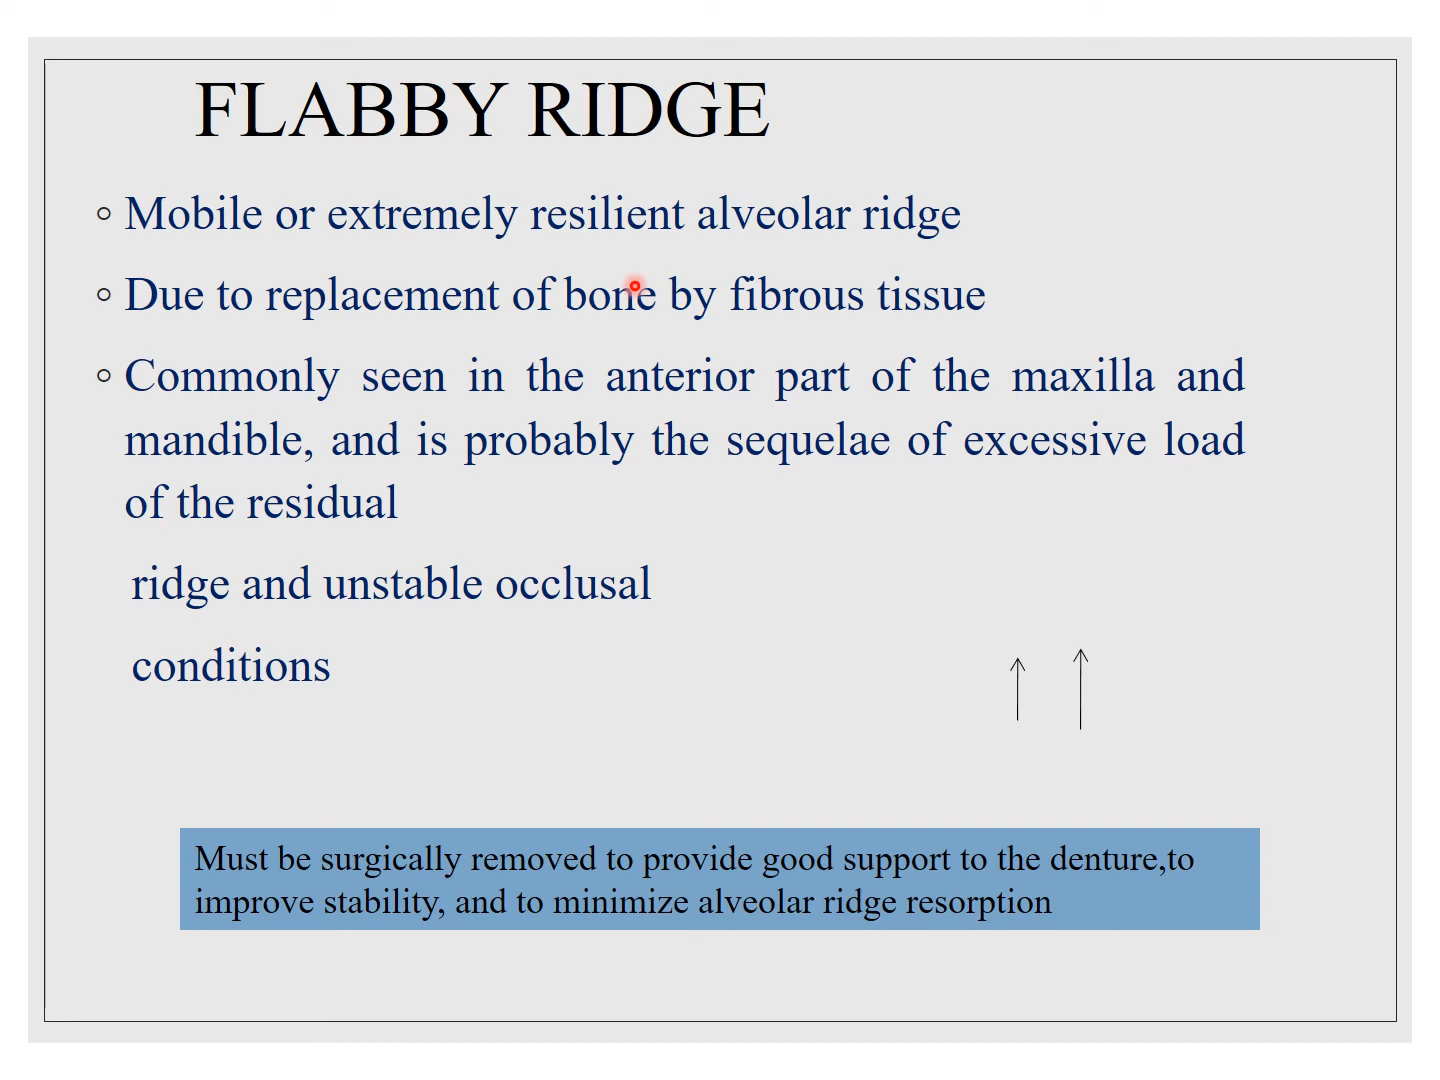 FLABBY RIDGE
◦ Mobile or extremely resilient alveolar ridge
◦ Due to replacement of bone by fibrous tissue
◦ Commonly seen in the anterior part of the maxilla and
mandible, and is probably the sequelae of excessive load
of the residual
ridge and unstable occlusal
conditions
Must be surgically removed to provide good support to the denture,to
improve stability, and to minimize alveolar ridge resorption